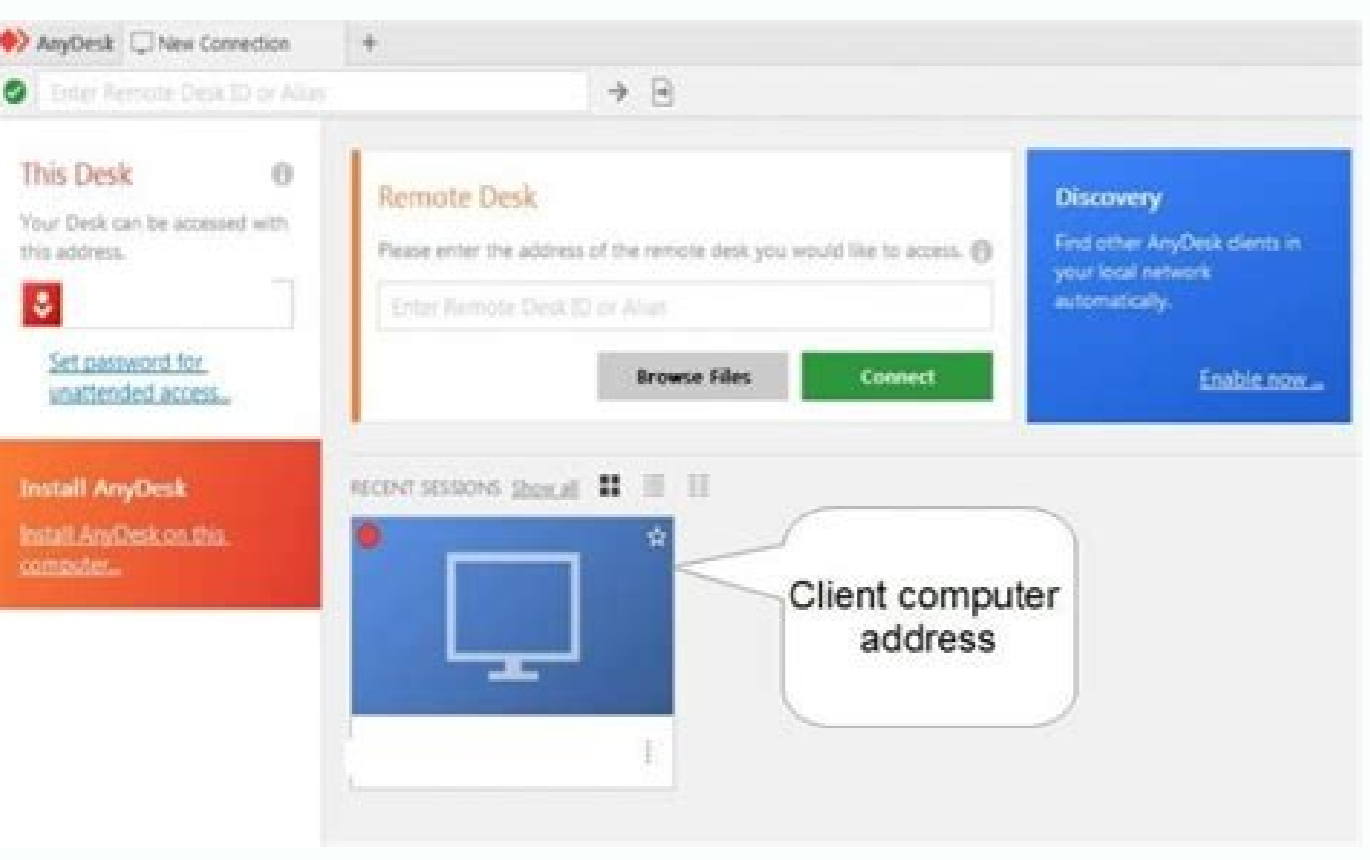 AnyDesk
New Connection
+
Enter Remote Desk ID or Alias
This Desk
Your Desk can be accessed with
this address.
Set password for
unattended access...
Install AnyDesk
Install AnyDesk on this
computer...
Remote Desk
Please enter the address of the remote desk you would like to access.
Enter Remote Desk ID or Alias
Browse Files
Connect
Discovery
Find other AnyDesk clients in
your local network
automatically.
Enable now ...
RECENT SESSIONS Show all
Client computer
address